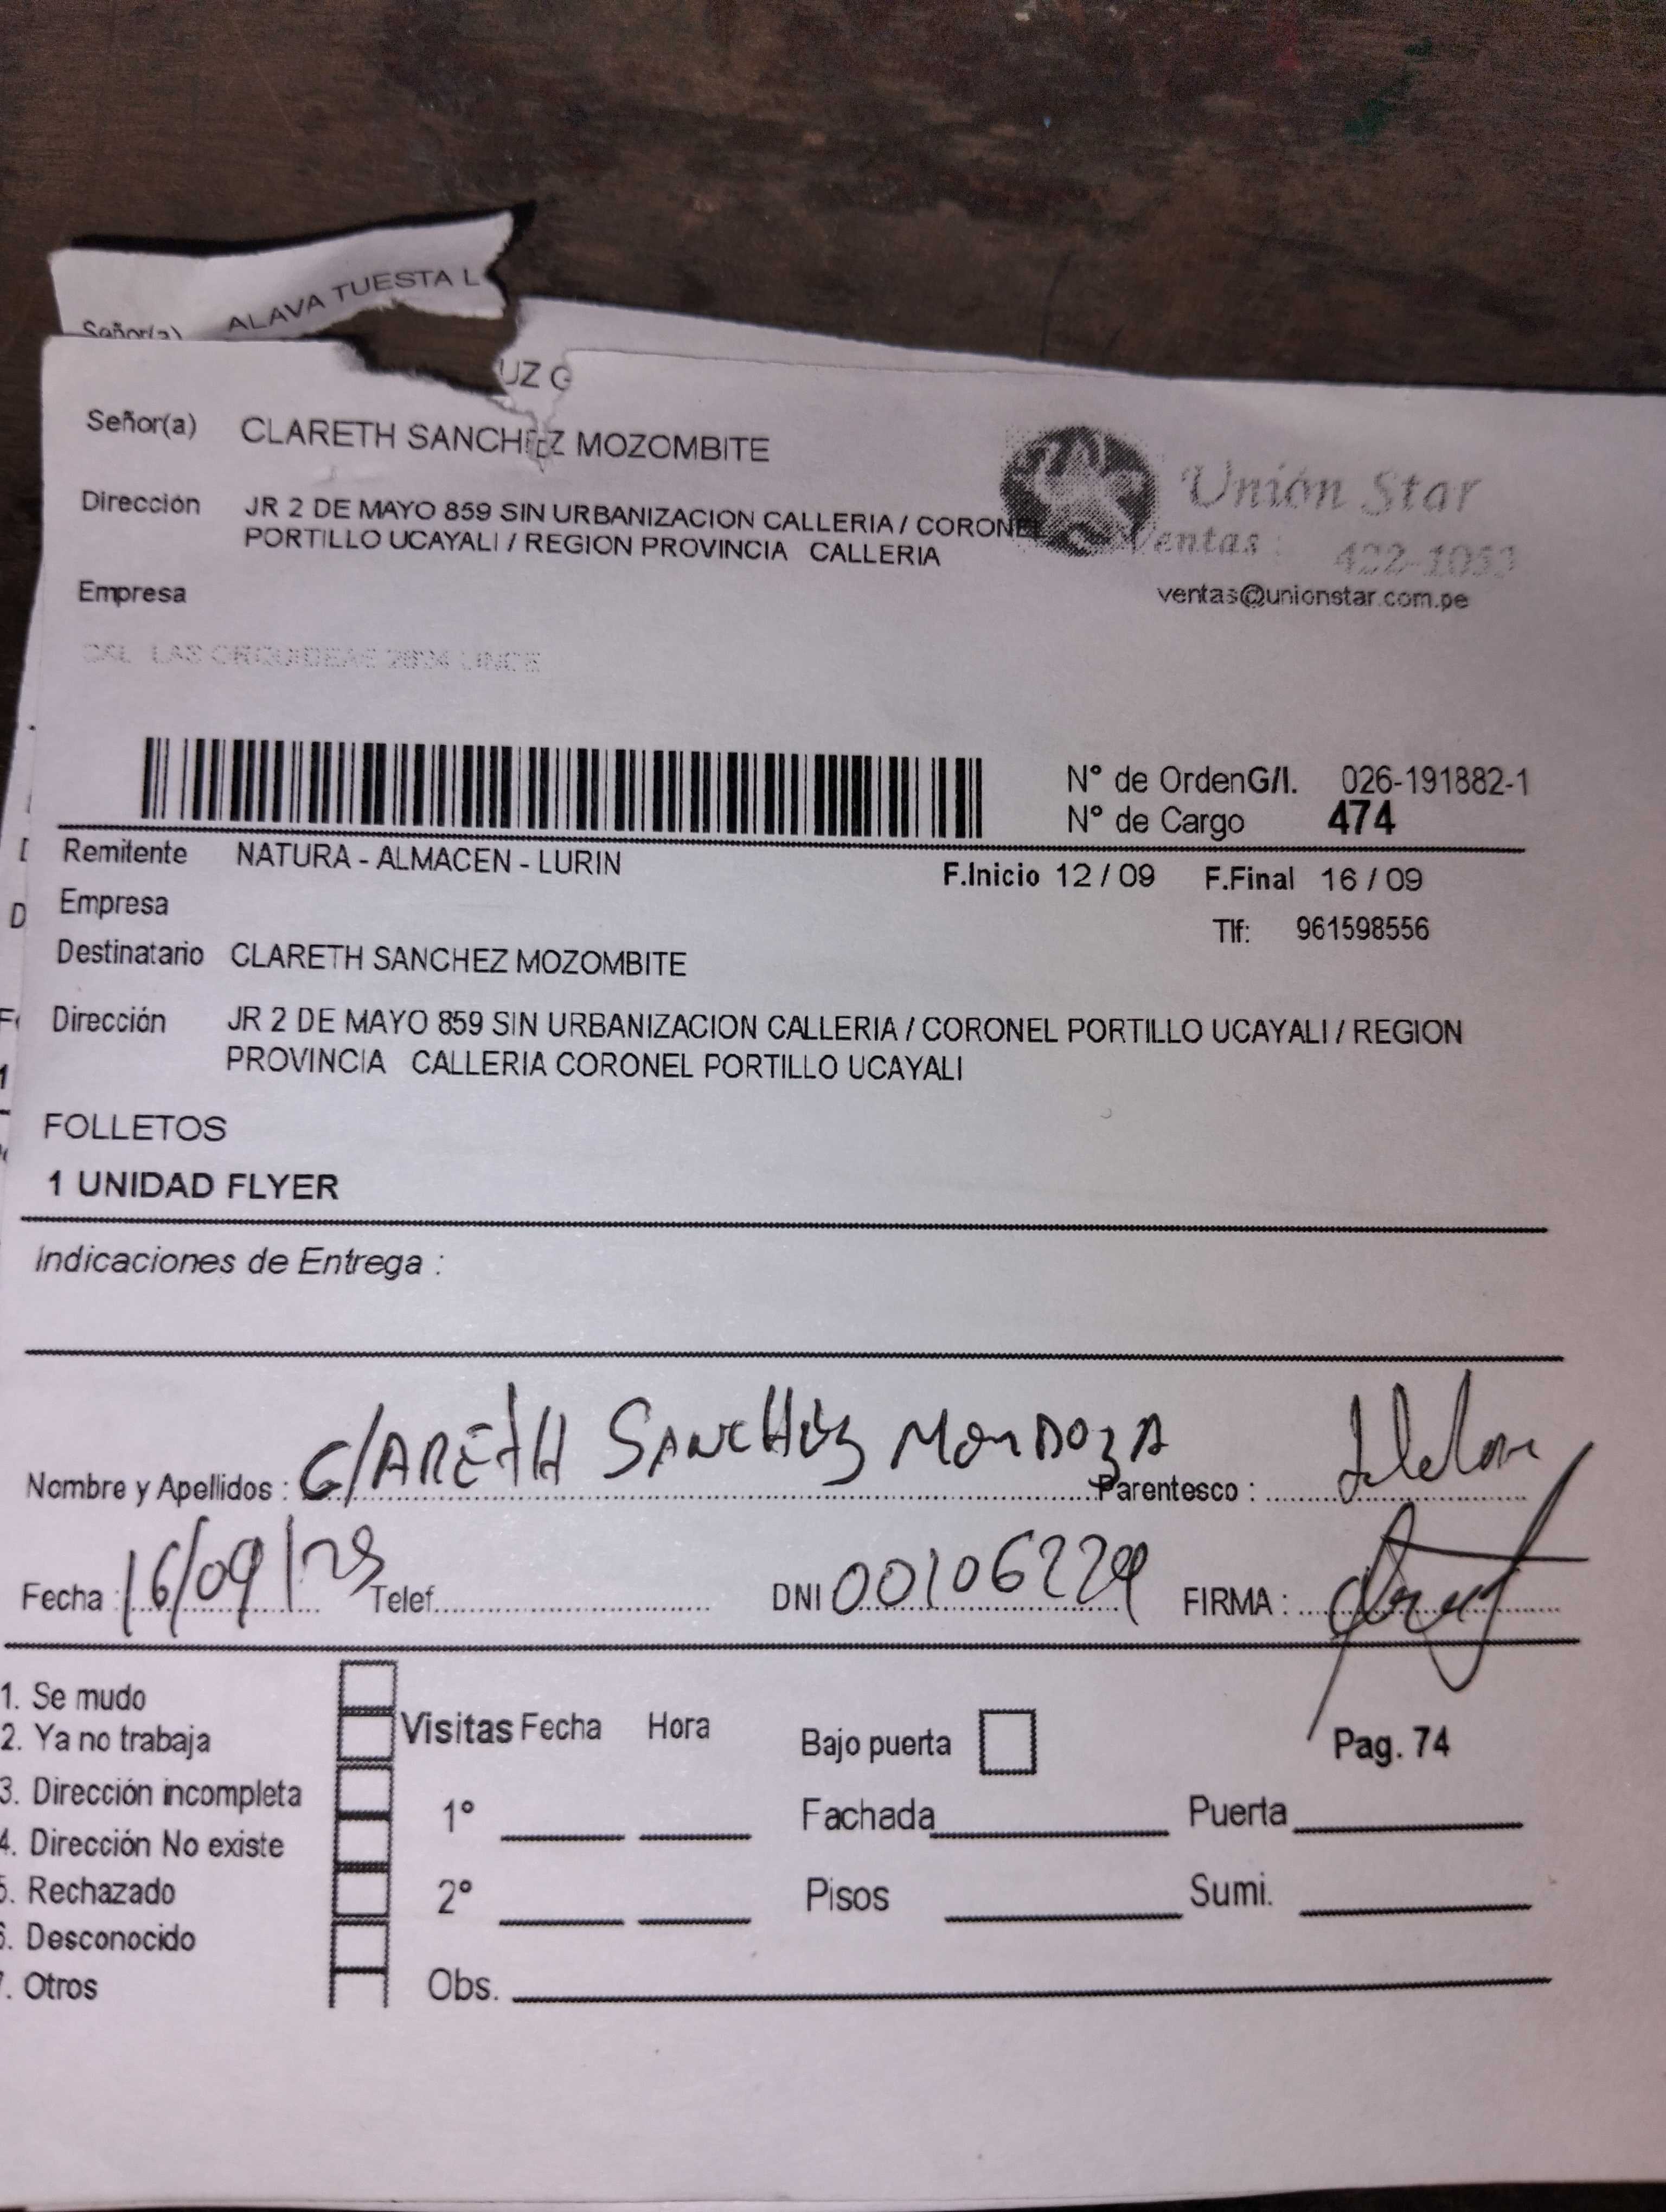 Señor(a) ALAVA TUESTA L
UZ G
Señor(a) CLARETH SANCHEZ MOZOMBITE
Dirección JR 2 DE MAYO 859 SIN URBANIZACION CALLERIA / CORONEL
PORTILLO UCAYALI / REGION PROVINCIA CALLERIA
Unión Star
Ventas : 422-1053
ventas@unionstar.com.pe
Empresa
CAL LAS ORQUIDEAS LINCE
N° de OrdenG/I. 026-191882-1
N° de Cargo 474
Remitente NATURA - ALMACEN - LURIN F.Inicio 12 / 09 F.Final 16 / 09
Empresa
Tlf: 961598556
Destinatario CLARETH SANCHEZ MOZOMBITE
Dirección JR 2 DE MAYO 859 SIN URBANIZACION CALLERIA / CORONEL PORTILLO UCAYALI / REGION
PROVINCIA CALLERIA CORONEL PORTILLO UCAYALI
FOLLETOS
1 UNIDAD FLYER
Indicaciones de Entrega :
Nombre y Apellidos : ClAREtH SANCHEz MENDOZA Parentesco :
Fecha : 16/09/23 Telef. DNI 00106229 FIRMA :
1. Se mudo
2. Ya no trabaja
3. Dirección incompleta
4. Dirección No existe
5. Rechazado
6. Desconocido
7. Otros
Visitas Fecha Hora
1°
2°
Obs.
Bajo puerta Pag. 74
Fachada Puerta
Pisos Sumi.